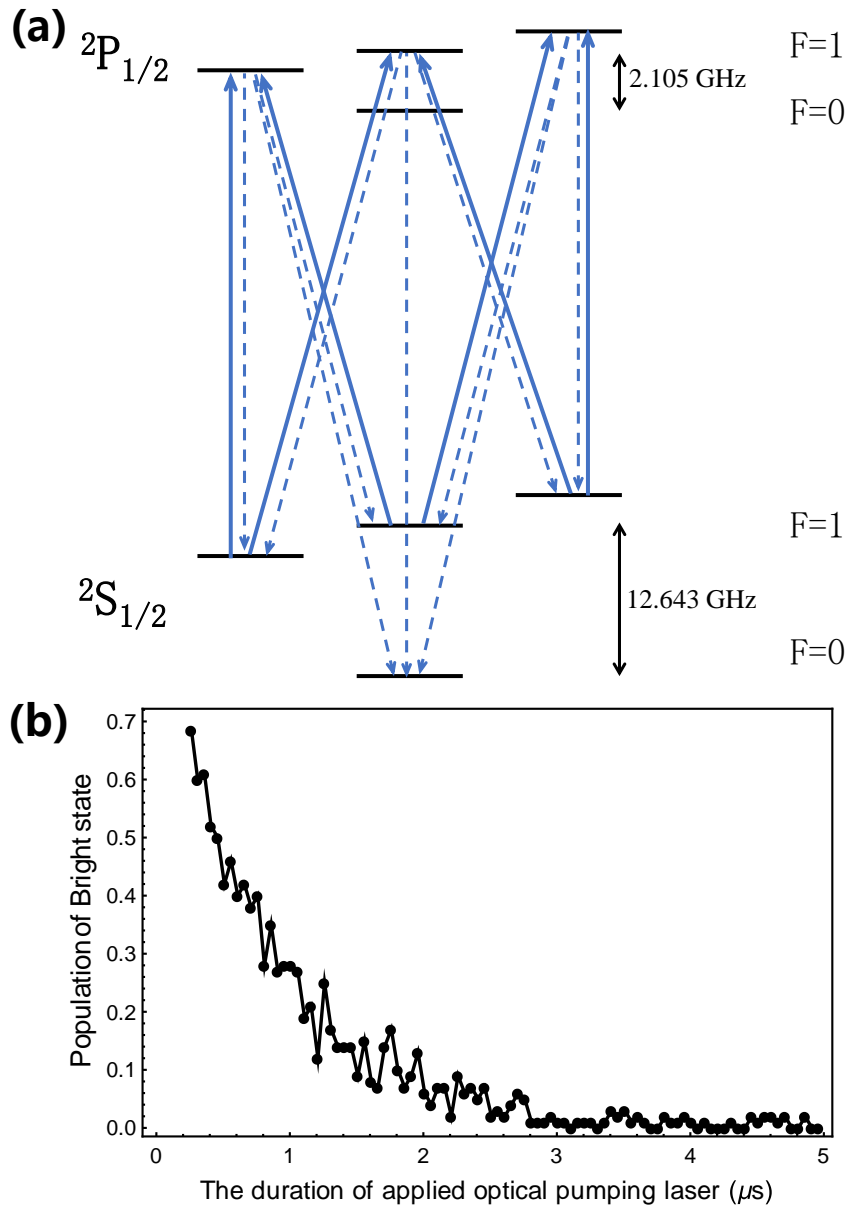 (a)
²P₁/₂
F=1
2.105 GHz
F=0
F=1
²S₁/₂
12.643 GHz
F=0
(b)
Population of Bright state
0.7
0.6
0.5
0.4
0.3
0.2
0.1
0.0
0 1 2 3 4 5
The duration of applied optical pumping laser (μs)